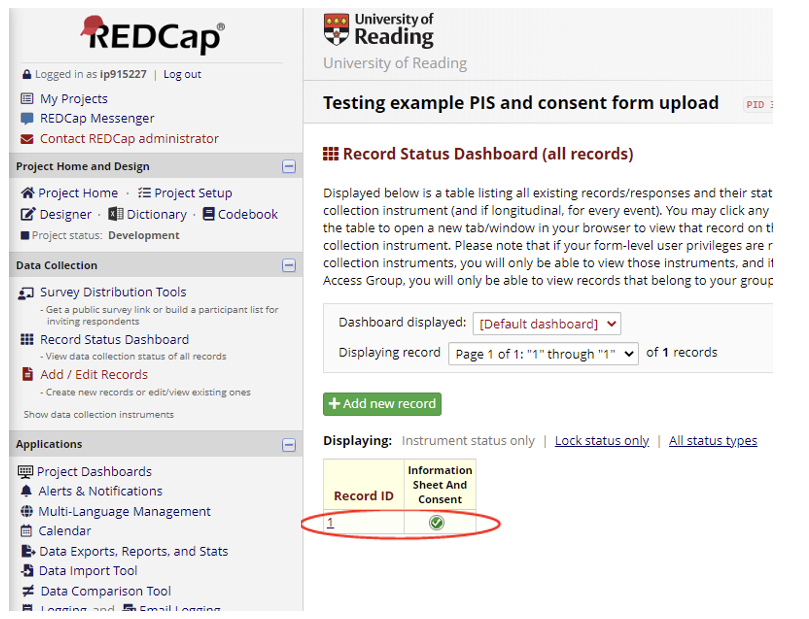 REDCap®
Logged in as ip915227 | Log out
My Projects
REDCap Messenger
Contact REDCap administrator
Project Home and Design
Project Home · Project Setup
Designer · Dictionary · Codebook
Project status: Development
Data Collection
Survey Distribution Tools
- Get a public survey link or build a participant list for
inviting respondents
Record Status Dashboard
- View data collection status of all records
Add / Edit Records
- Create new records or edit/view existing ones
Show data collection instruments
Applications
Project Dashboards
Alerts & Notifications
Multi-Language Management
Calendar
Data Exports, Reports, and Stats
Data Import Tool
Data Comparison Tool
Logging and Email Logging
University of
Reading
University of Reading
Testing example PIS and consent form upload PID
Record Status Dashboard (all records)
Displayed below is a table listing all existing records/responses and their stat
collection instrument (and if longitudinal, for every event). You may click any
the table to open a new tab/window in your browser to view that record on th
collection instrument. Please note that if your form-level user privileges are r
collection instruments, you will only be able to view those instruments, and if
Access Group, you will only be able to view records that belong to your group
Dashboard displayed: [Default dashboard]
Displaying record Page 1 of 1: "1" through "1" of 1 records
Add new record
Displaying: Instrument status only | Lock status only | All status types
Information
Sheet And
Record ID Consent
1